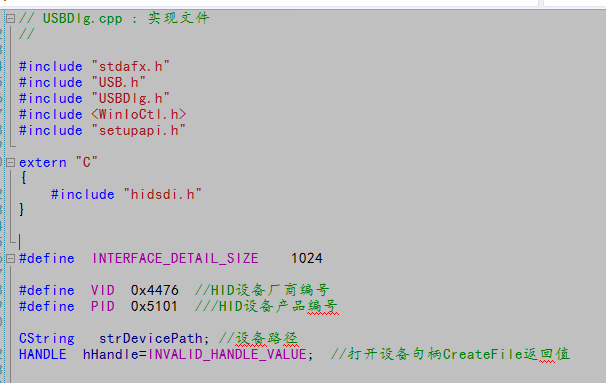 // USBDlg.cpp : 实现文件
//
#include "stdafx.h"
#include "USB.h"
#include "USBDlg.h"
#include <WinIoCtl.h>
#include "setupapi.h"
extern "C"
{
#include "hidsdi.h"
}
#define INTERFACE_DETAIL_SIZE 1024
#define VID 0x4476 //HID设备厂商编号
#define PID 0x5101 ///HID设备产品编号
CString strDevicePath; //设备路径
HANDLE hHandle=INVALID_HANDLE_VALUE; //打开设备句柄CreateFile返回值